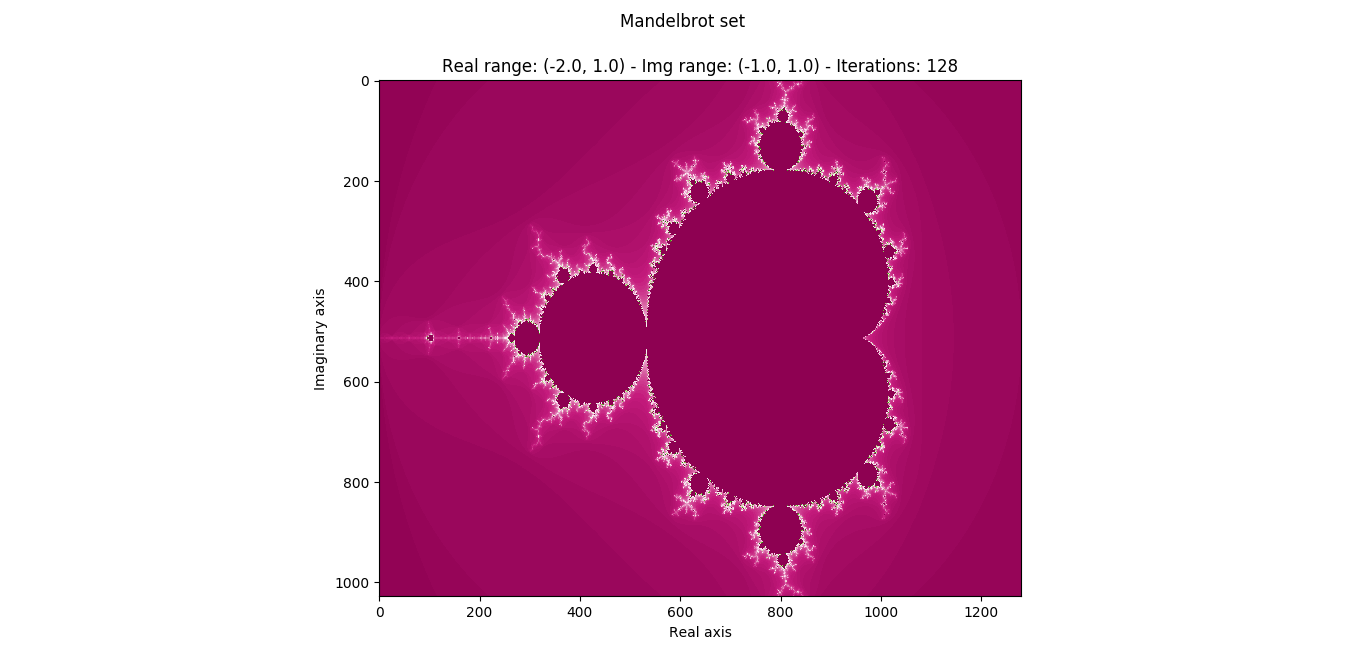 Mandelbrot set
Real range: (-2.0, 1.0) - Img range: (-1.0, 1.0) - Iterations: 128
0
200
400
600
800
1000
Imaginary axis
0 200 400 600 800 1000 1200
Real axis